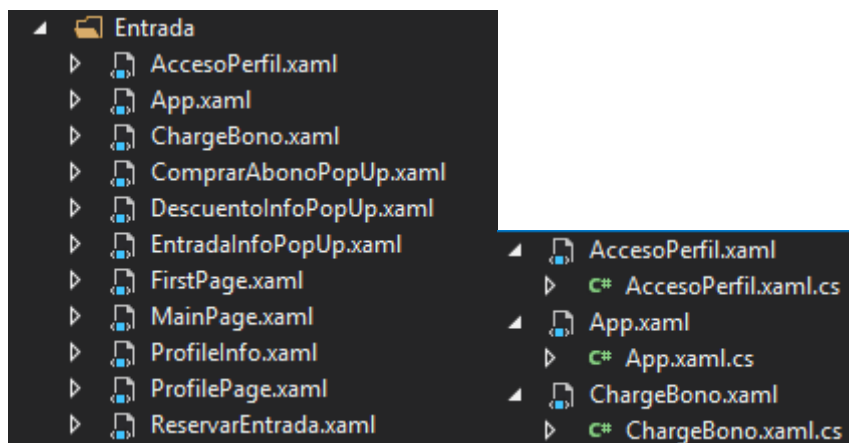 Entrada
AccesoPerfil.xaml
App.xaml
ChargeBono.xaml
ComprarAbonoPopUp.xaml
DescuentoInfoPopUp.xaml
EntradaInfoPopUp.xaml
FirstPage.xaml
MainPage.xaml
ProfileInfo.xaml
ProfilePage.xaml
ReservarEntrada.xaml
AccesoPerfil.xaml
C# AccesoPerfil.xaml.cs
App.xaml
C# App.xaml.cs
ChargeBono.xaml
C# ChargeBono.xaml.cs